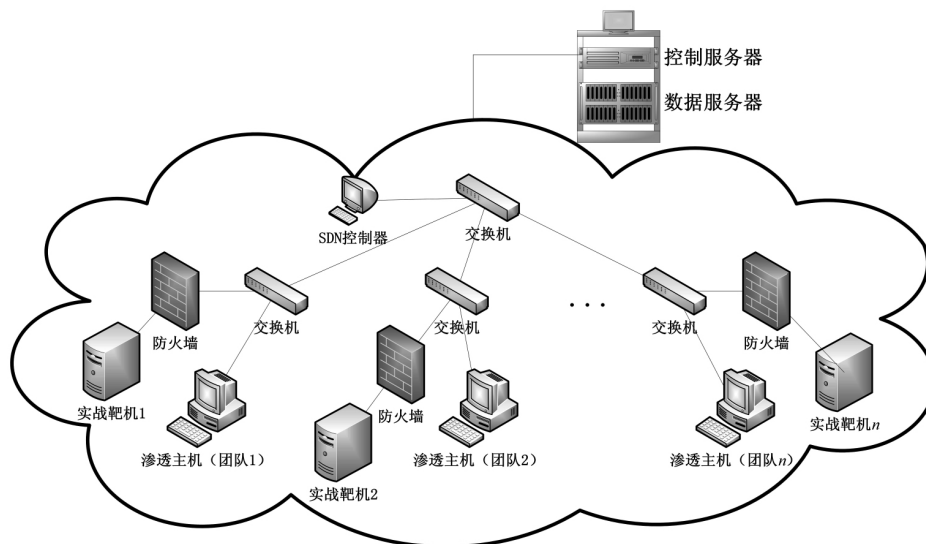 控制服务器
数据服务器
SDN控制器
交换机
防火墙
交换机
交换机
...
交换机
防火墙
实战靶机1
防火墙
实战靶机n
渗透主机（团队1）
实战靶机2
渗透主机（团队2）
渗透主机（团队n）